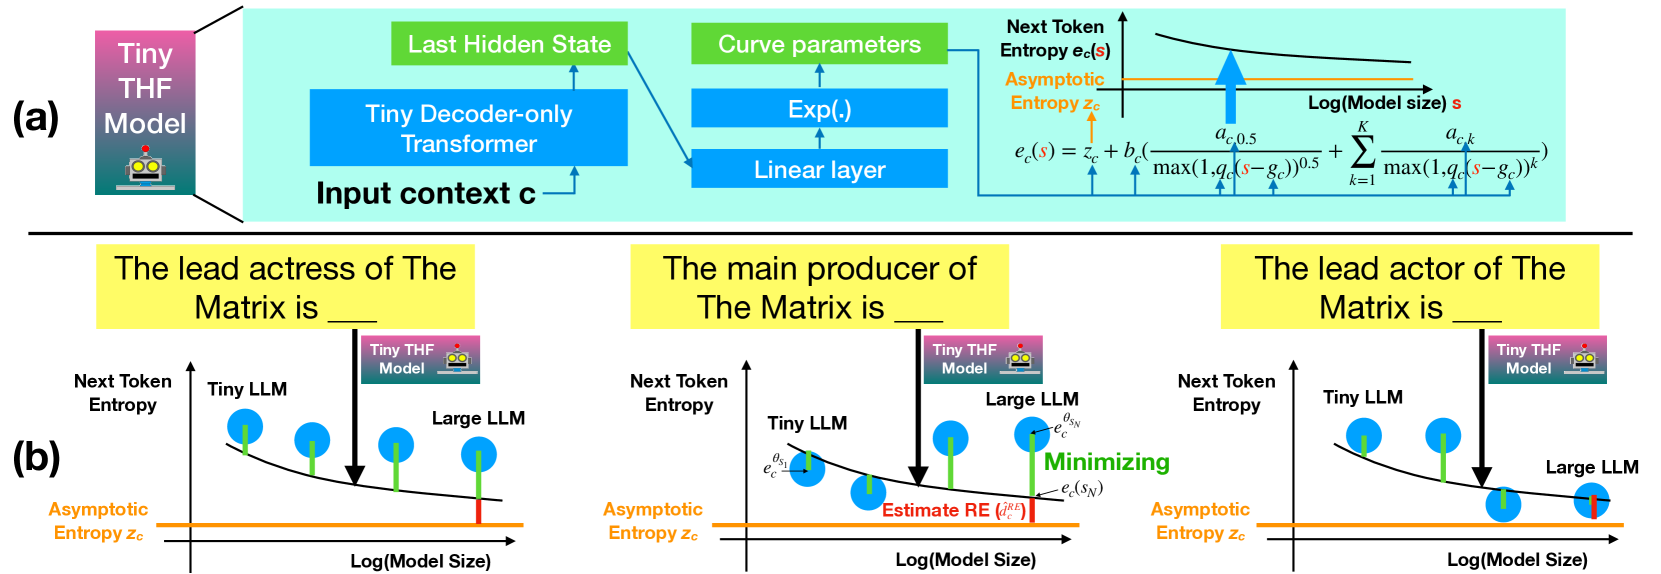 (a)
Tiny
THF
Model
Last Hidden State
Tiny Decoder-only
Transformer
Input context c
Curve parameters
Exp(.)
Linear layer
Next Token
Entropy e_c(s)
Asymptotic
Entropy z_c
Log(Model size) s
e_c(s) = z_c + b_c( a_{c,0.5} / max(1,q_c(s−g_c))^{0.5} + ∑_{k=1}^{K} a_{c,k} / max(1,q_c(s−g_c))^k )
(b)
The lead actress of The
Matrix is ___
Tiny THF
Model
Next Token
Entropy
Tiny LLM
Large LLM
Asymptotic
Entropy z_c
Log(Model Size)
The main producer of
The Matrix is ___
Tiny THF
Model
Next Token
Entropy
Tiny LLM
Large LLM
e_c^{θ_{S_N}}
e_c^{θ_{S_1}}
Minimizing
e_c(s_N)
Estimate RE (d̂_c^{RE})
Asymptotic
Entropy z_c
Log(Model Size)
The lead actor of The
Matrix is ___
Tiny THF
Model
Next Token
Entropy
Tiny LLM
Large LLM
Asymptotic
Entropy z_c
Log(Model Size)